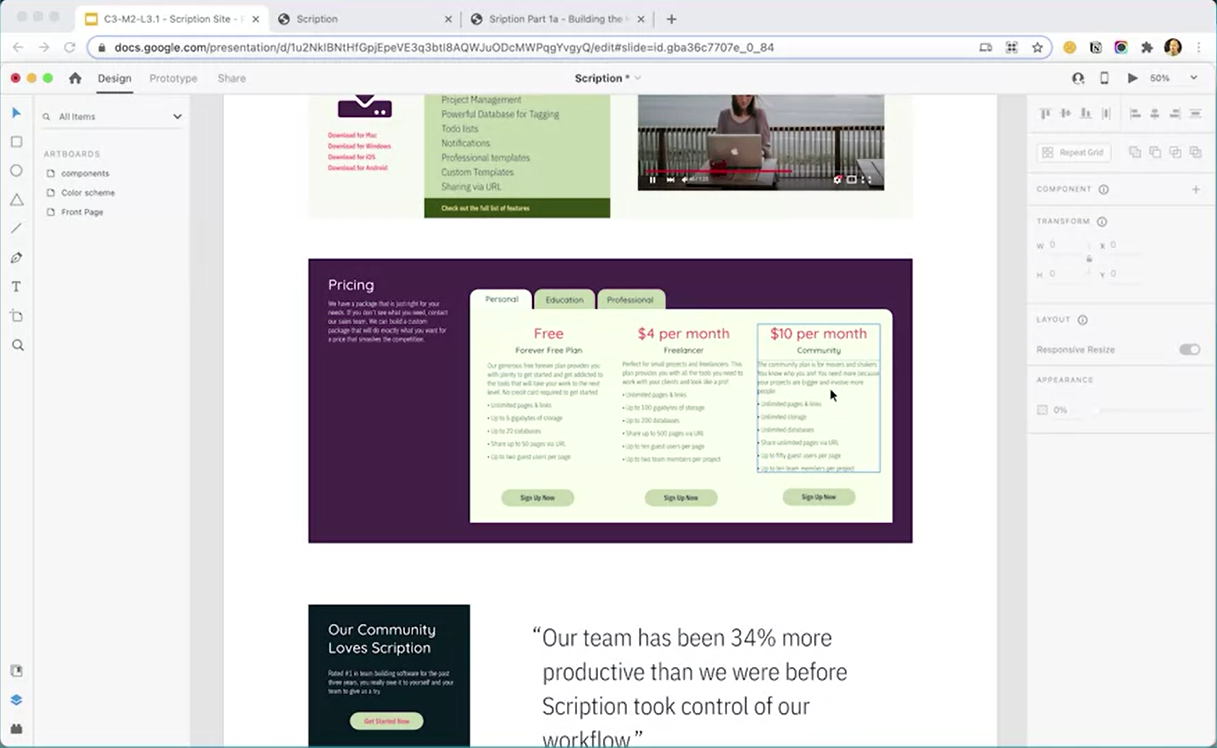 C3-M2-L3.1 - Scription Site -
Scription
Sription Part 1a - Building the
docs.google.com/presentation/d/1u2NkIBNtHfGpjEpeVE3q3btl8AQWJuODcMWPqgYvgyQ/edit#slide=id.gba36c7707e_0_84
Design
Prototype
Share
Scription *
50%
All Items
ARTBOARDS
components
Color scheme
Front Page
Download for Mac
Download for Windows
Download for iOS
Download for Android
Project Management
Powerful Database for Tagging
Todo lists
Notifications
Professional templates
Custom Templates
Sharing via URL
Check out the full list of features
Pricing
We have a package that is just right for your
needs. If you don't see what you need, contact
our sales team. We can build a custom
package that will do exactly what you want for
a price that smashes the competition.
Personal
Education
Professional
Free
Forever Free Plan
Our generous free forever plan provides you
with plenty to get started and get addicted to
the tools that will take your work to the next
level. No credit card required to get started
• Unlimited pages & links
• Up to 5 gigabytes of storage
• Up to 20 databases
• Share up to 50 pages via URL
• Up to two guest users per page
Sign Up Now
$4 per month
Freelancer
Perfect for small projects and freelancers. This
plan provides you with all the tools you need to
work with your clients and look like a pro!
• Unlimited pages & links
• Up to 100 gigabytes of storage
• Up to 200 databases
• Share up to 500 pages via URL
• Up to ten guest users per page
• Up to two team members per project
Sign Up Now
$10 per month
Community
The community plan is for movers and shakers.
You know who you are! You need more because
your projects are bigger and involve more
people.
• Unlimited pages & links
• Unlimited storage
• Unlimited databases
• Share unlimited pages via URL
• Up to fifty guest users per page
• Up to ten team members per project
Sign Up Now
Our Community
Loves Scription
Rated #1 in team building software for the past
three years, you really owe it to yourself and your
team to give us a try.
Get Started Now
“Our team has been 34% more
productive than we were before
Scription took control of our
workflow.”
Repeat Grid
COMPONENT
TRANSFORM
W 0
X 0
H 0
Y 0
LAYOUT
Responsive Resize
APPEARANCE
0%